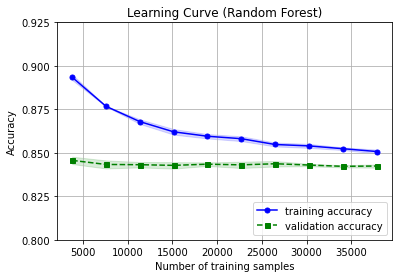 Learning Curve (Random Forest)
0.925
0.900
0.875
0.850
0.825
0.800
Accuracy
5000 10000 15000 20000 25000 30000 35000
Number of training samples
training accuracy
validation accuracy